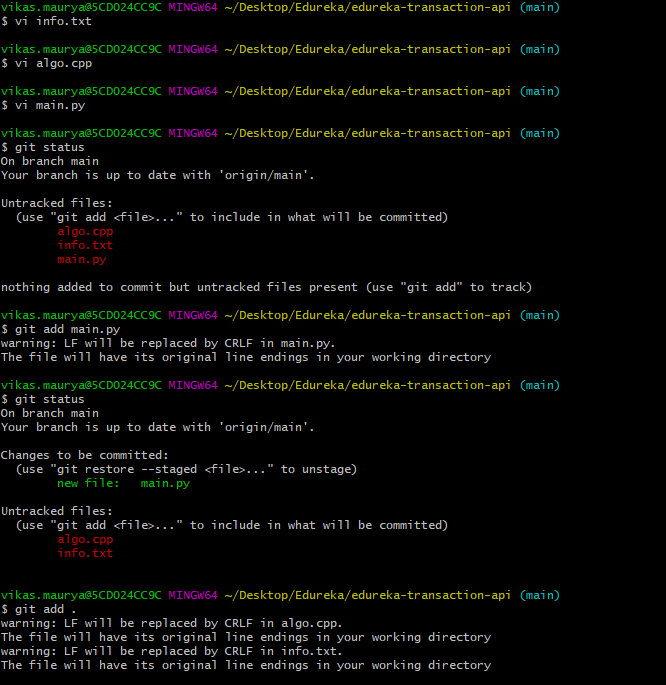 vikas.maurya@5CD024CC9C MINGW64 ~/Desktop/Edureka/edureka-transaction-api (main)
$ vi info.txt

vikas.maurya@5CD024CC9C MINGW64 ~/Desktop/Edureka/edureka-transaction-api (main)
$ vi algo.cpp

vikas.maurya@5CD024CC9C MINGW64 ~/Desktop/Edureka/edureka-transaction-api (main)
$ vi main.py

vikas.maurya@5CD024CC9C MINGW64 ~/Desktop/Edureka/edureka-transaction-api (main)
$ git status
On branch main
Your branch is up to date with 'origin/main'.

Untracked files:
  (use "git add <file>..." to include in what will be committed)
        algo.cpp
        info.txt
        main.py

nothing added to commit but untracked files present (use "git add" to track)

vikas.maurya@5CD024CC9C MINGW64 ~/Desktop/Edureka/edureka-transaction-api (main)
$ git add main.py
warning: LF will be replaced by CRLF in main.py.
The file will have its original line endings in your working directory

vikas.maurya@5CD024CC9C MINGW64 ~/Desktop/Edureka/edureka-transaction-api (main)
$ git status
On branch main
Your branch is up to date with 'origin/main'.

Changes to be committed:
  (use "git restore --staged <file>..." to unstage)
        new file:   main.py

Untracked files:
  (use "git add <file>..." to include in what will be committed)
        algo.cpp
        info.txt


vikas.maurya@5CD024CC9C MINGW64 ~/Desktop/Edureka/edureka-transaction-api (main)
$ git add .
warning: LF will be replaced by CRLF in algo.cpp.
The file will have its original line endings in your working directory
warning: LF will be replaced by CRLF in info.txt.
The file will have its original line endings in your working directory